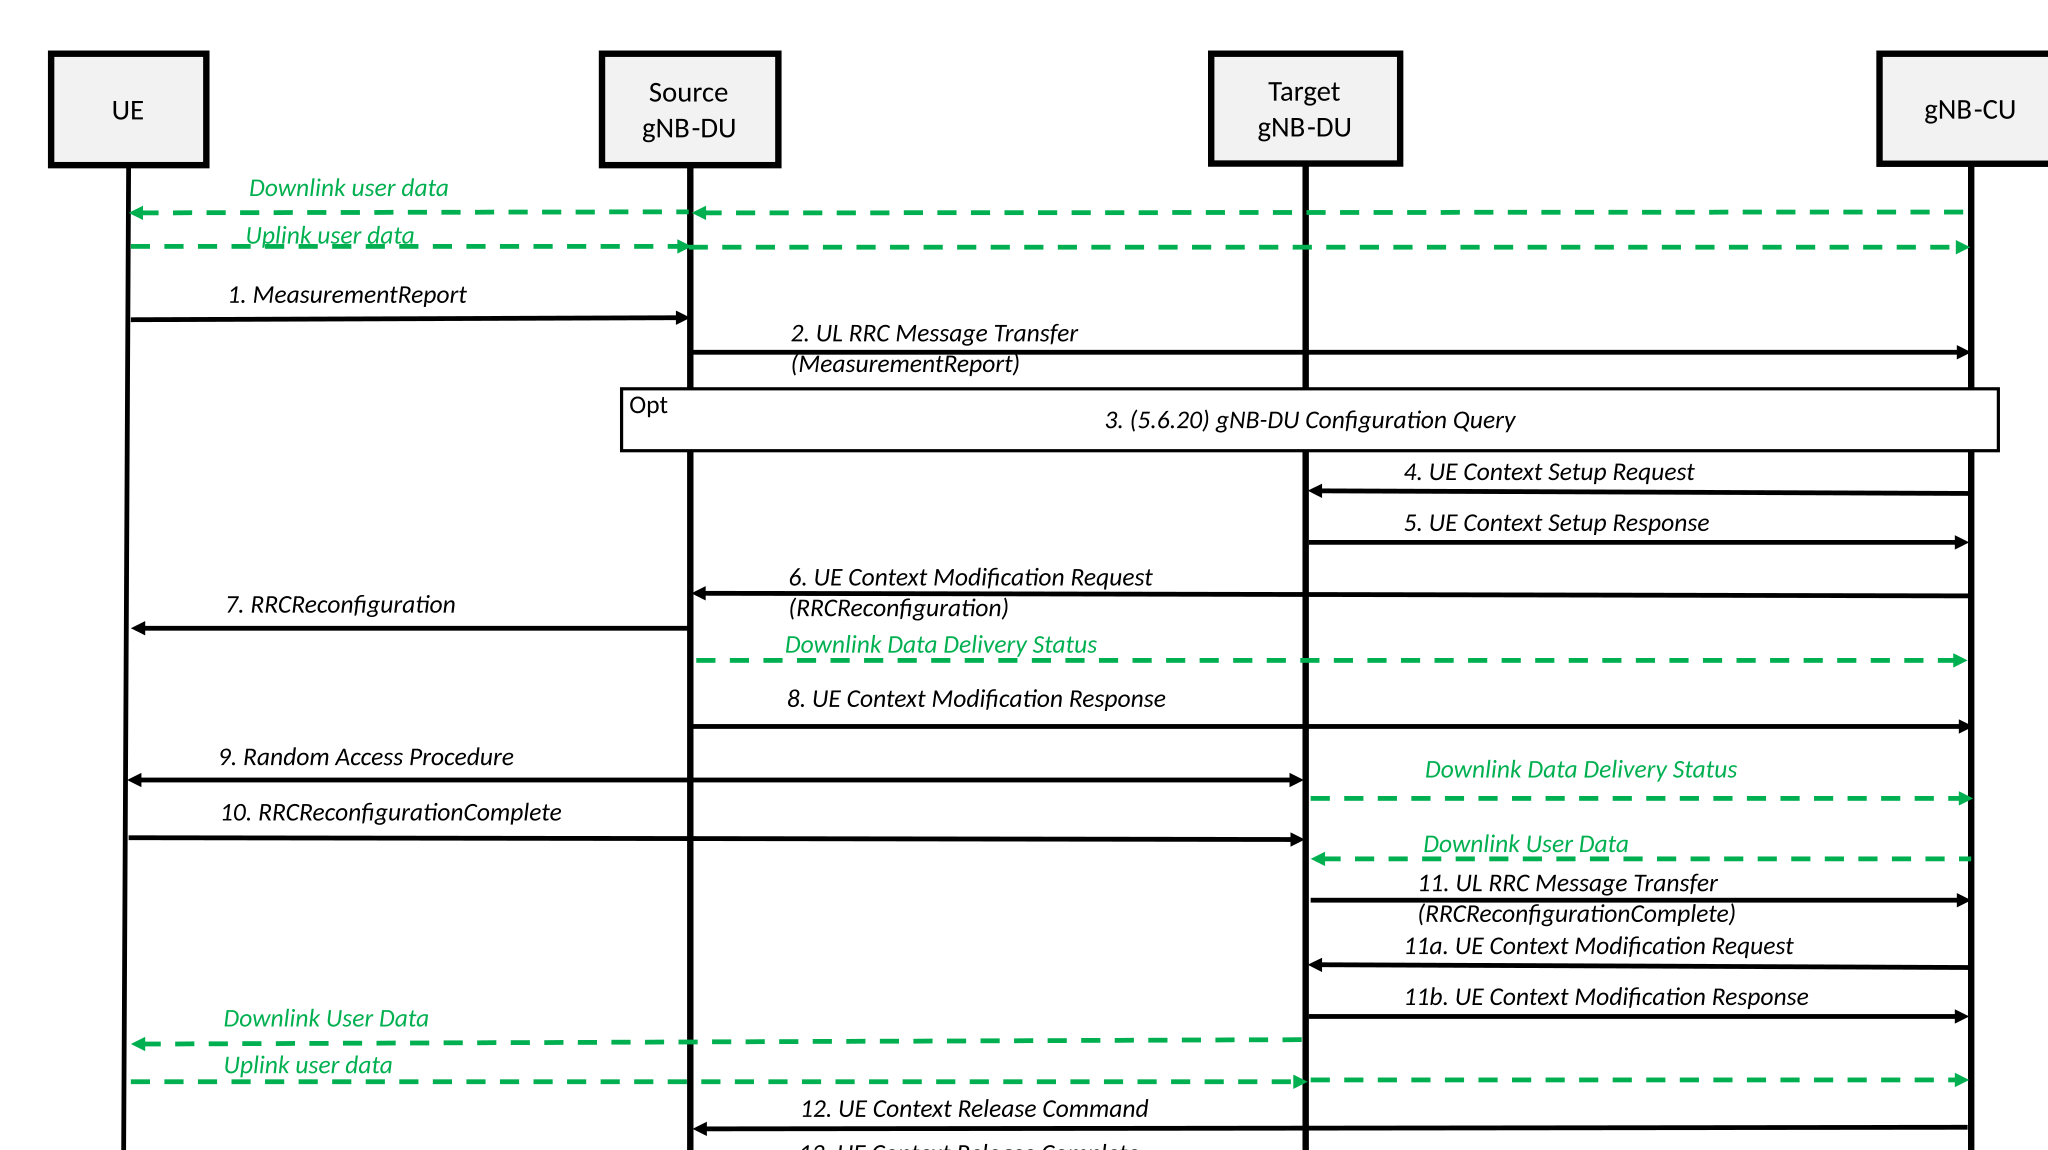 UE
Source
gNB-DU
Target
gNB-DU
gNB-CU
Downlink user data
Uplink user data
1. MeasurementReport
2. UL RRC Message Transfer
(MeasurementReport)
Opt
3. (5.6.20) gNB-DU Configuration Query
4. UE Context Setup Request
5. UE Context Setup Response
6. UE Context Modification Request
(RRCReconfiguration)
7. RRCReconfiguration
Downlink Data Delivery Status
8. UE Context Modification Response
9. Random Access Procedure
Downlink Data Delivery Status
10. RRCReconfigurationComplete
Downlink User Data
11. UL RRC Message Transfer
(RRCReconfigurationComplete)
11a. UE Context Modification Request
11b. UE Context Modification Response
Downlink User Data
Uplink user data
12. UE Context Release Command